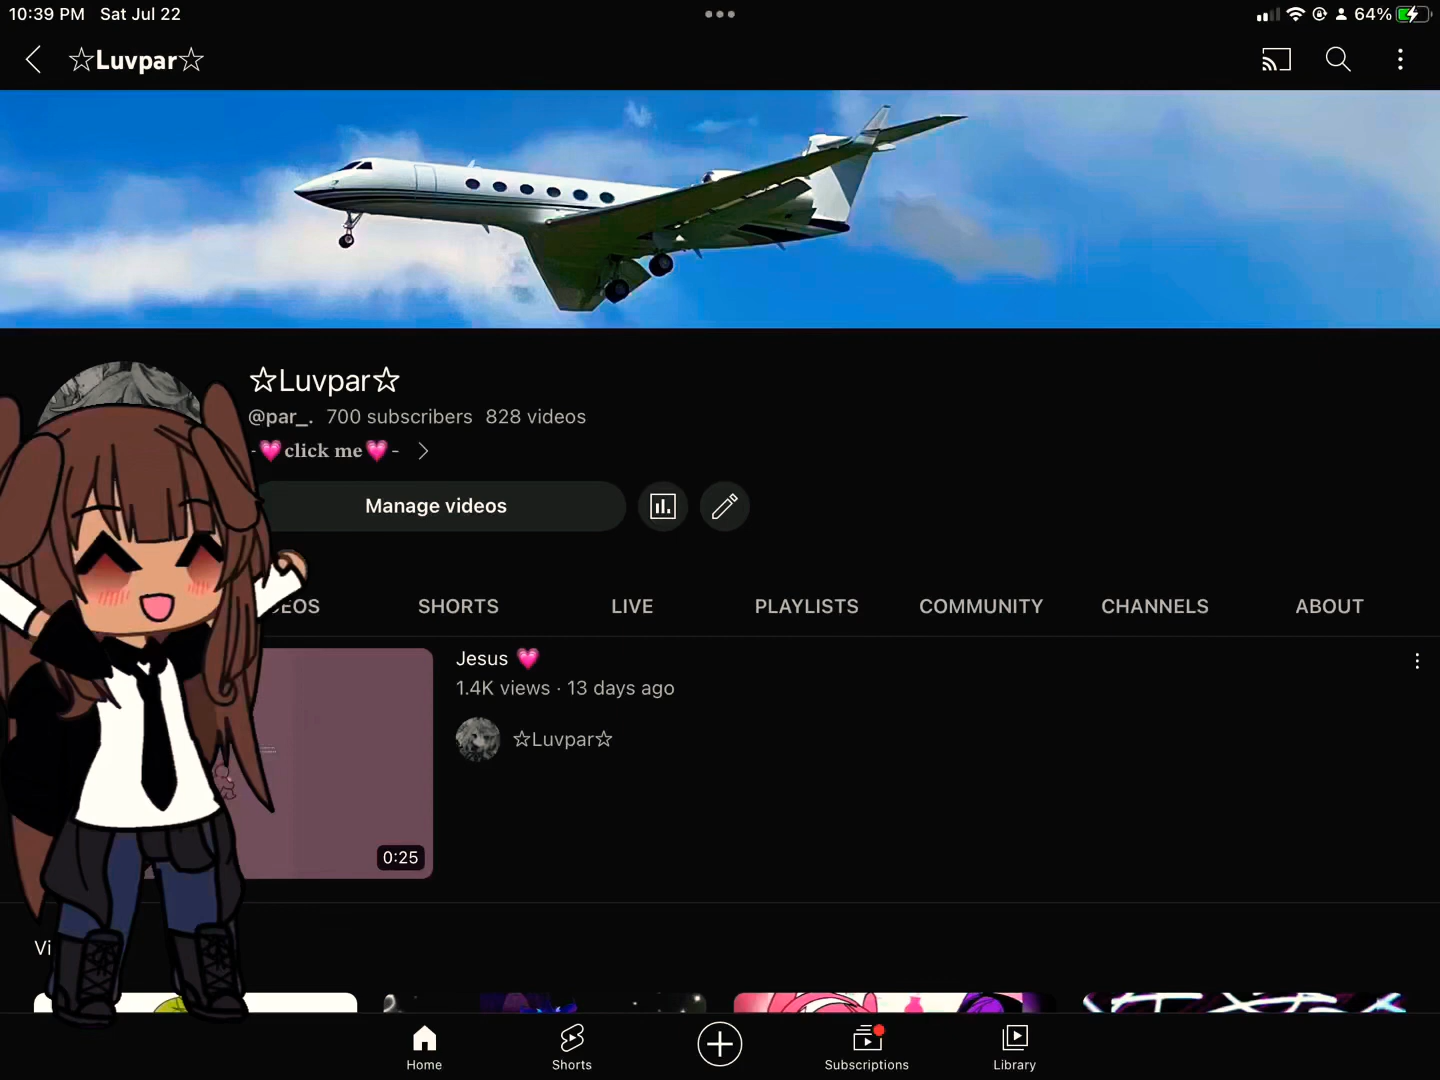 10:39 PM Sat Jul 22
64%
☆Luvpar☆
☆Luvpar☆
@par_. 700 subscribers 828 videos
-💗click me💗-
Manage videos
SHORTS LIVE PLAYLISTS COMMUNITY CHANNELS ABOUT
Jesus 💗
1.4K views · 13 days ago
☆Luvpar☆
0:25
Home Shorts Subscriptions Library